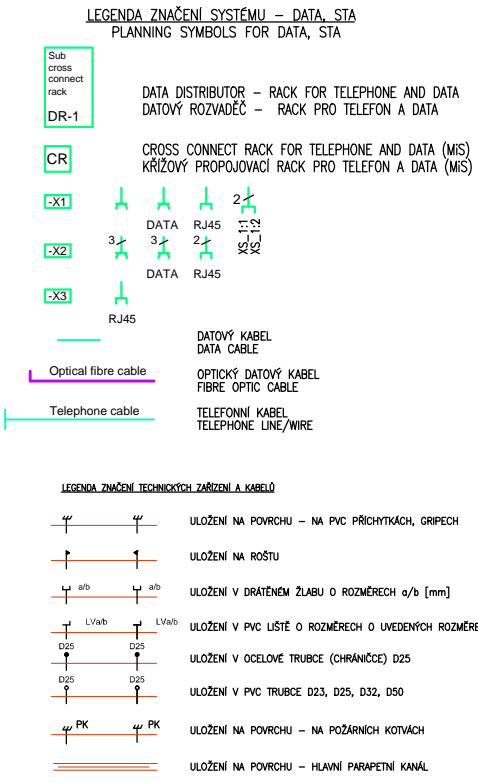 LEGENDA ZNAČENÍ SYSTÉMU – DATA, STA
PLANNING SYMBOLS FOR DATA, STA
Sub
cross
connect
rack
DR-1
DATA DISTRIBUTOR – RACK FOR TELEPHONE AND DATA
DATOVÝ ROZVADĚČ – RACK PRO TELEFON A DATA
CR
CROSS CONNECT RACK FOR TELEPHONE AND DATA (MiS)
KŘÍŽOVÝ PROPOJOVACÍ RACK PRO TELEFON A DATA (MiS)
-X1
2
DATA RJ45
XS_1:1
XS_1:2
-X2
3 3 2
DATA RJ45
-X3
RJ45
DATOVÝ KABEL
DATA CABLE
Optical fibre cable
OPTICKÝ DATOVÝ KABEL
FIBRE OPTIC CABLE
Telephone cable
TELEFONNÍ KABEL
TELEPHONE LINE/WIRE
LEGENDA ZNAČENÍ TECHNICKÝCH ZAŘÍZENÍ A KABELŮ
ULOŽENÍ NA POVRCHU – NA PVC PŘÍCHYTKÁCH, GRIPECH
ULOŽENÍ NA ROŠTU
a/b a/b ULOŽENÍ V DRÁTĚNÉM ŽLABU O ROZMĚRECH a/b [mm]
LVa/b LVa/b ULOŽENÍ V PVC LIŠTĚ O ROZMĚRECH O UVEDENÝCH ROZMĚRE
D25 D25 ULOŽENÍ V OCELOVÉ TRUBCE (CHRÁNIČCE) D25
D25 D25 ULOŽENÍ V PVC TRUBCE D23, D25, D32, D50
PK PK ULOŽENÍ NA POVRCHU – NA POŽÁRNÍCH KOTVÁCH
ULOŽENÍ NA POVRCHU – HLAVNÍ PARAPETNÍ KANÁL